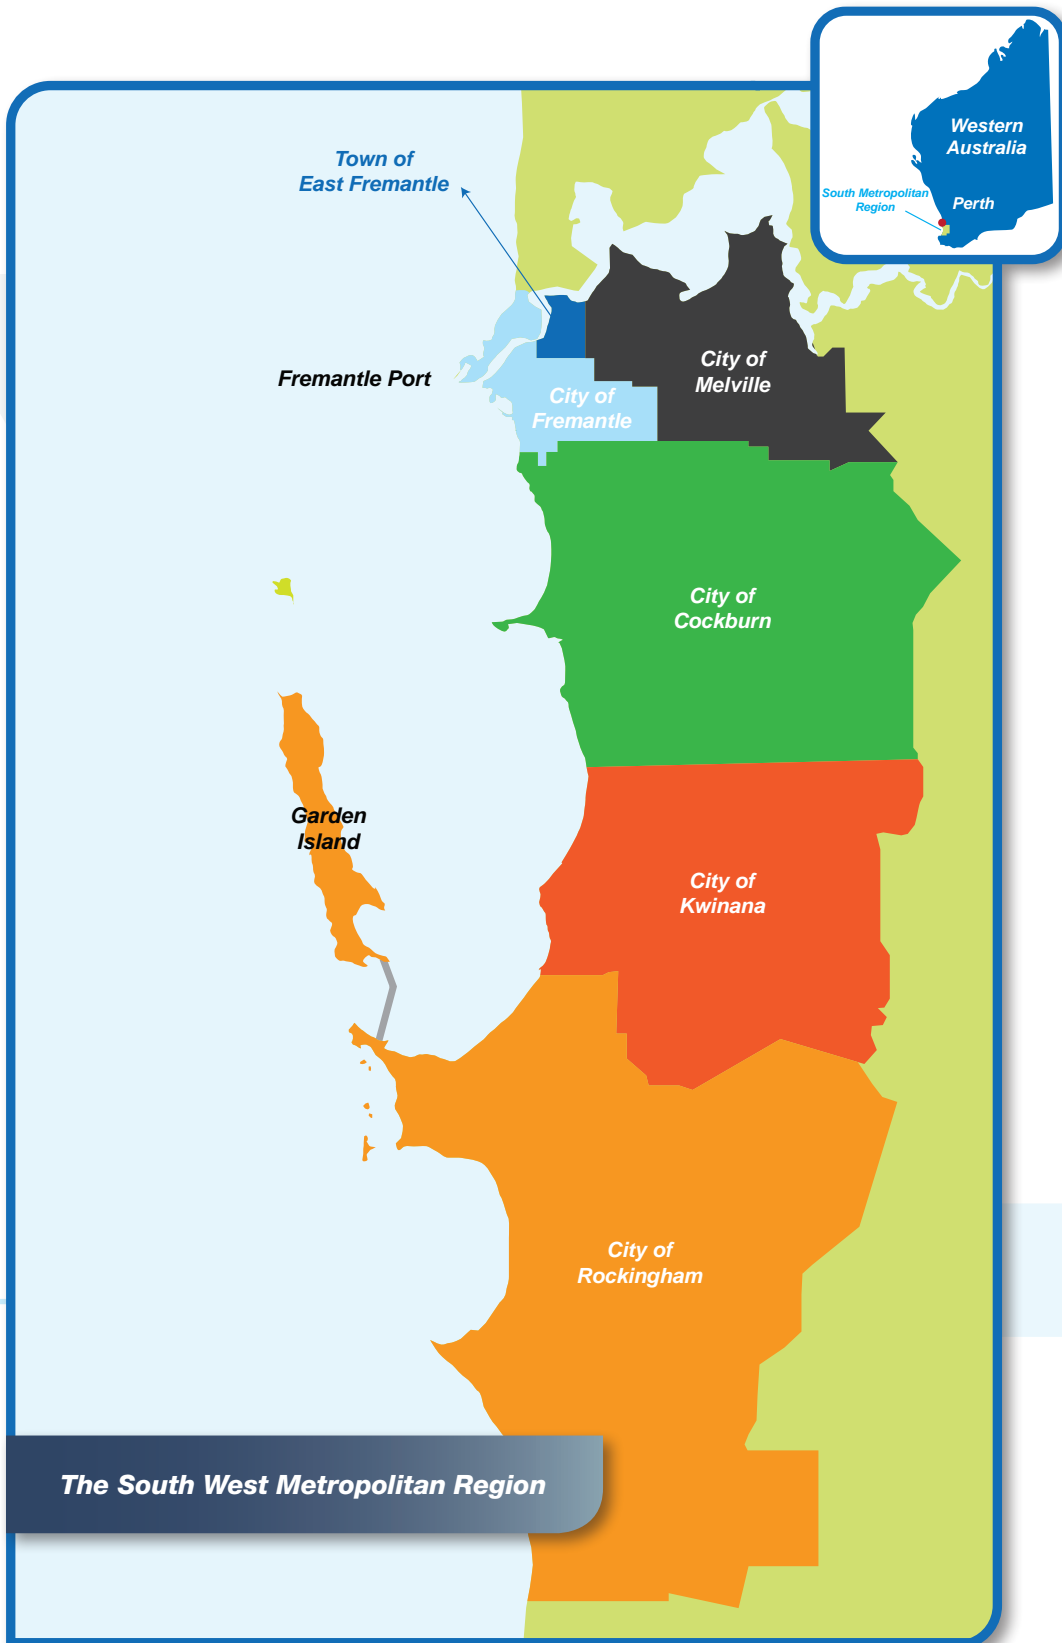 Western
Australia
South Metropolitan
Region
Perth
Town of
East Fremantle
Fremantle Port
City of
Melville
City of
Fremantle
City of
Cockburn
Garden
Island
City of
Kwinana
City of
Rockingham
The South West Metropolitan Region